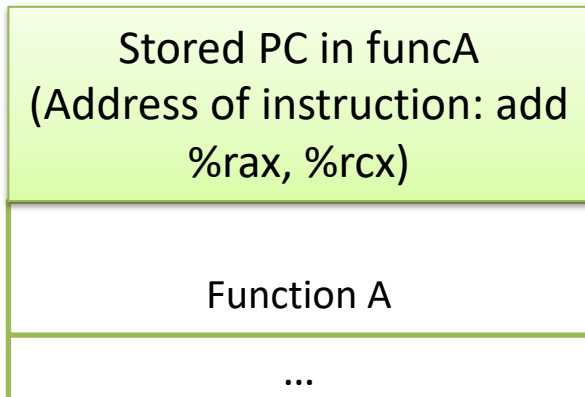 Stored PC in funcA
(Address of instruction: add
%rax, %rcx)
Function A
...